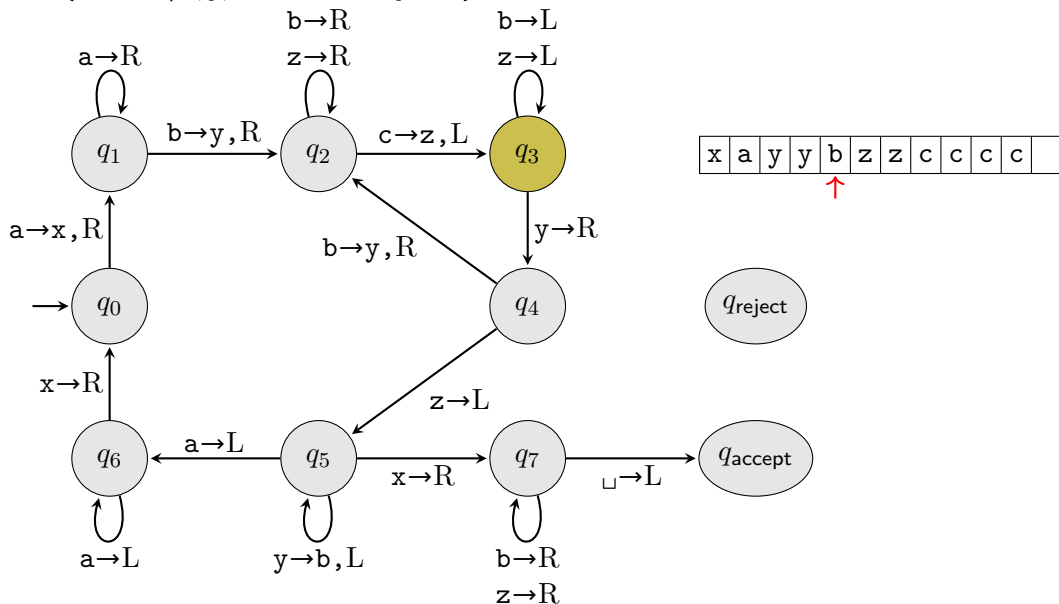 b→R
z→R
b→L
z→L
a→R
q1
b→y,R
q2
c→z,L
q3
x a y y b z z c c c c
↑
a→x,R
b→y,R
y→R
q0
q4
qreject
x→R
z→L
q6
a→L
q5
x→R
q7
␣→L
qaccept
a→L
y→b,L
b→R
z→R